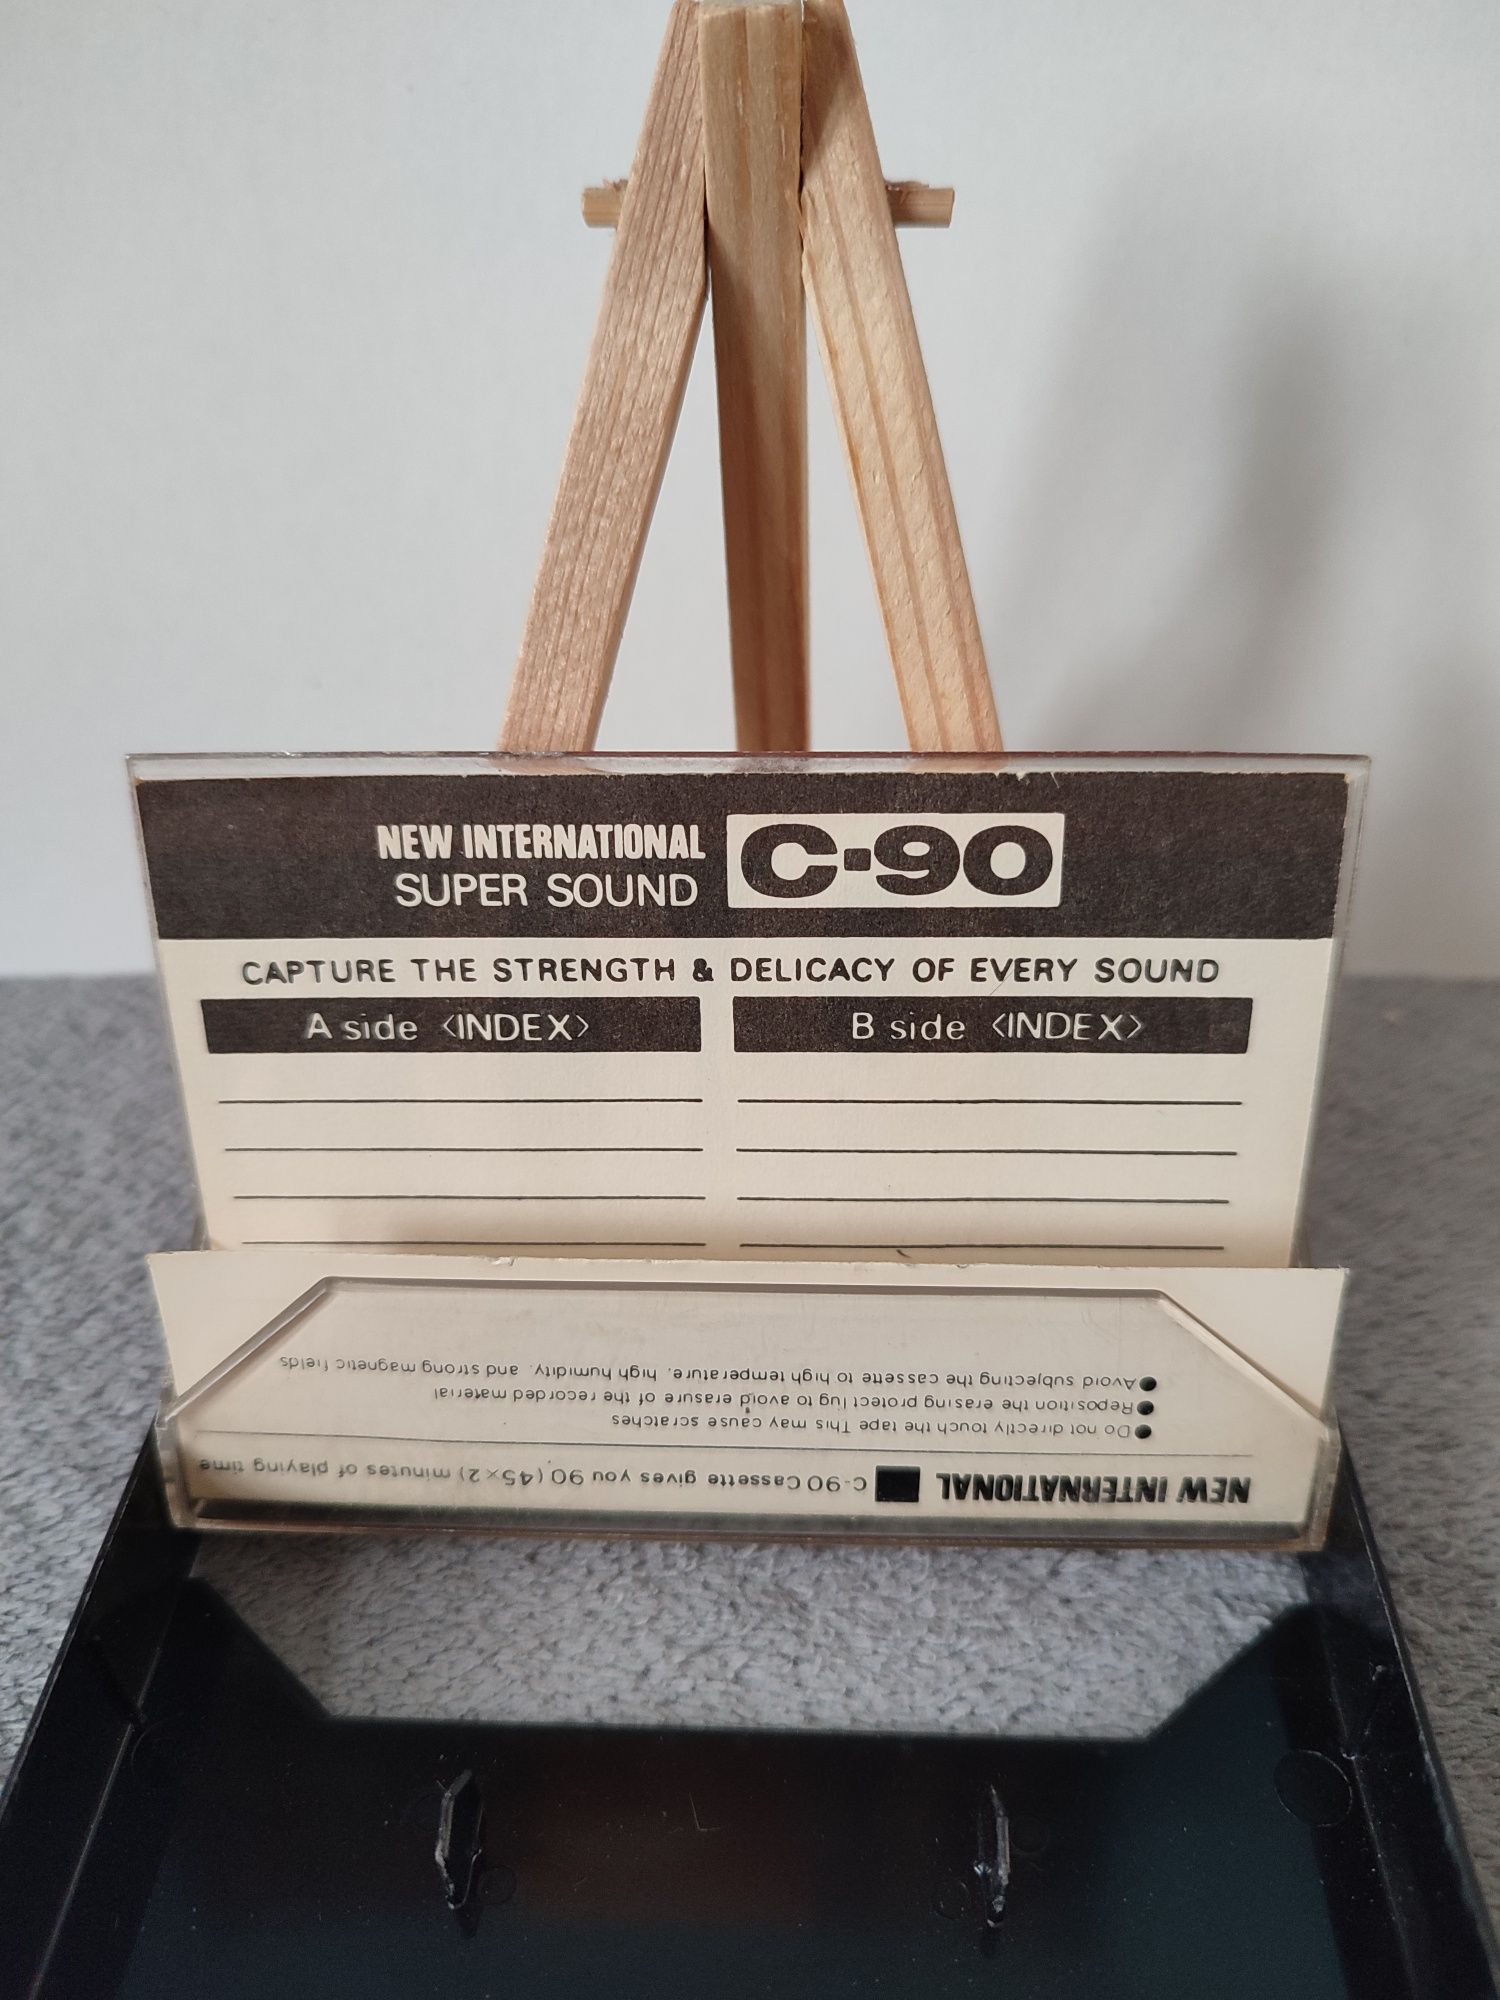 NEW INTERNATIONAL
SUPER SOUND
C-90
CAPTURE THE STRENGTH & DELICACY OF EVERY SOUND
A side <INDEX>
B side <INDEX>
NEW INTERNATIONAL ■ C-90 Cassette gives you 90 (45×2) minutes of playing time
●Do not directly touch the tape This may cause scratches
●Reposition the erasing protect lug to avoid erasure of the recorded material
●Avoid subjecting the cassette to high temperature, high humidity, and strong magnetic fields